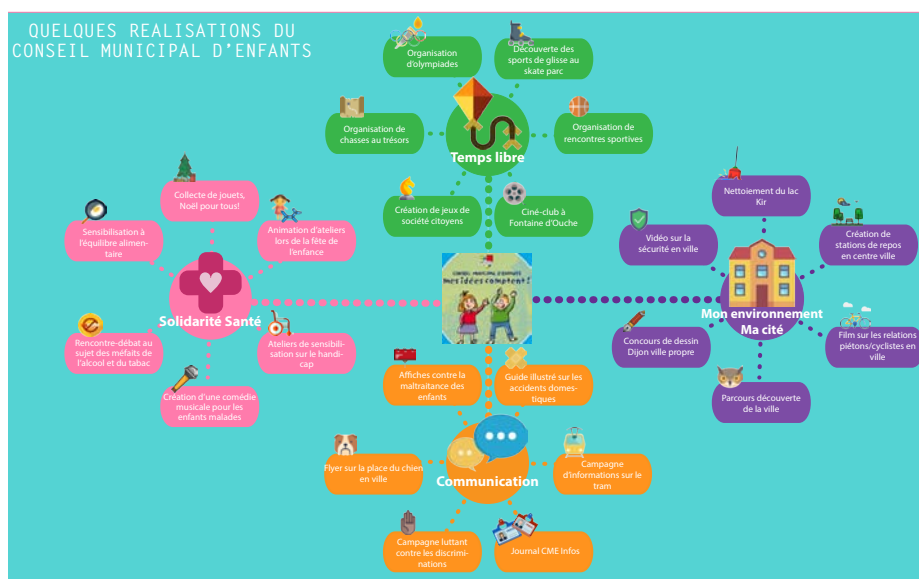 QUELQUES REALISATIONS DU
CONSEIL MUNICIPAL D'ENFANTS
Organisation
d'olympiades
Découverte des
sports de glisse au
skate parc
Organisation de
chasses au trésors
Organisation de
rencontres sportives
Temps libre
Création de jeux de
société citoyens
Ciné-club à
Fontaine d'Ouche
Collecte de jouets,
Noël pour tous!
Sensibilisation à
l'équilibre alimen-
taire
Animation d'ateliers
lors de la fête de
l'enfance
Solidarité Santé
Rencontre-débat au
sujet des méfaits de
l'alcool et du tabac
Ateliers de sensibili-
sation sur le handi-
cap
Création d'une comédie
musicale pour les
enfants malades
CONSEIL MUNICIPAL D'ENFANTS
mes idées comptent !
Nettoiement du lac
Kir
Vidéo sur la
sécurité en ville
Création de
stations de repos
en centre ville
Mon environnement
Ma cité
Concours de dessin
Dijon ville propre
Film sur les relations
piétons/cyclistes en
ville
Parcours découverte
de la ville
Affiches contre la
maltraitance des
enfants
Guide illustré sur les
accidents domes-
tiques
Flyer sur la place du chien
en ville
Communication
Campagne
d'informations sur le
tram
Campagne luttant
contre les discrimi-
nations
Journal CME Infos